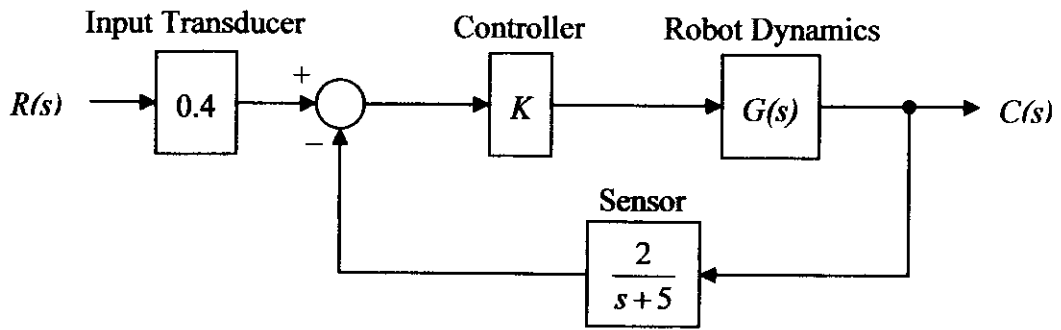 Input Transducer
Controller
Robot Dynamics
R(s)
0.4
+
−
K
G(s)
C(s)
Sensor
2
s+5